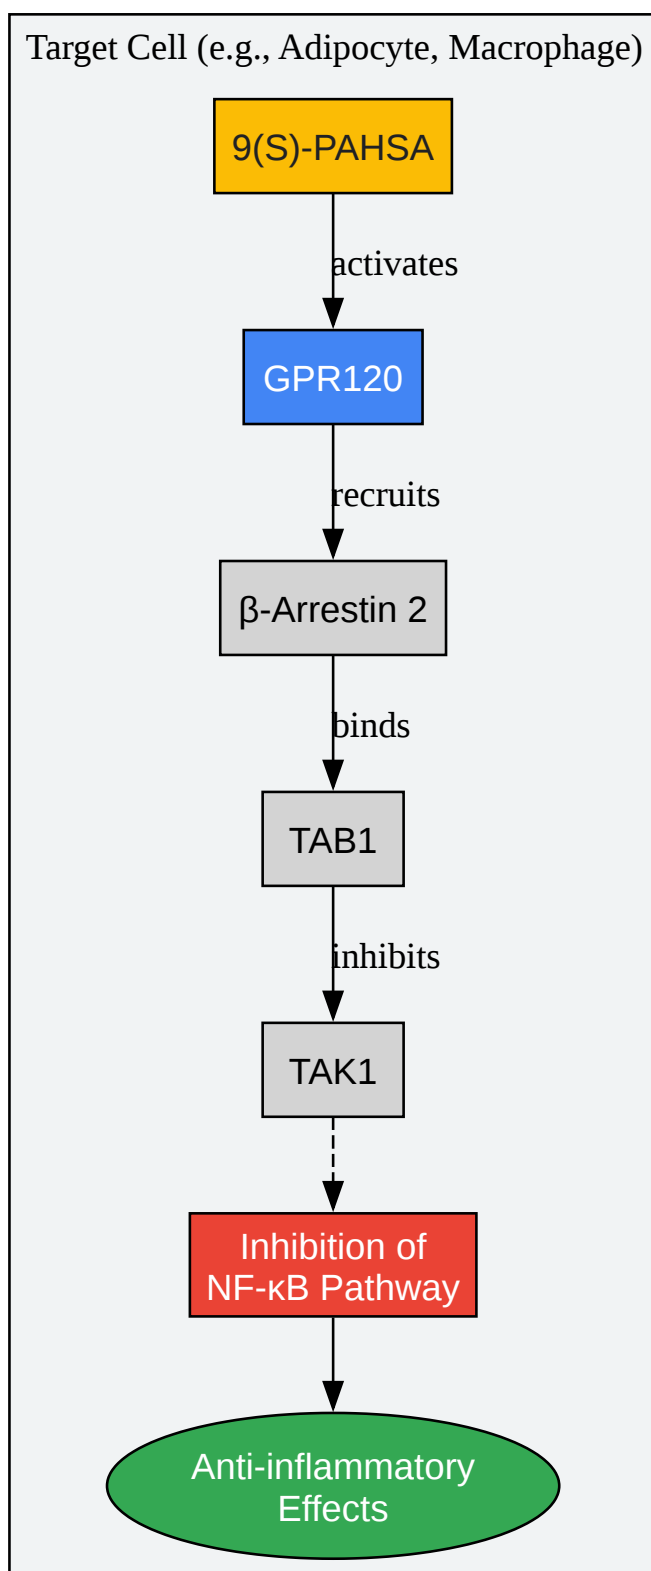 Target Cell (e.g., Adipocyte, Macrophage)
9(S)-PAHSA
activates
GPR120
recruits
β-Arrestin 2
binds
TAB1
inhibits
TAK1
Inhibition of
NF-κB Pathway
Anti-inflammatory
Effects